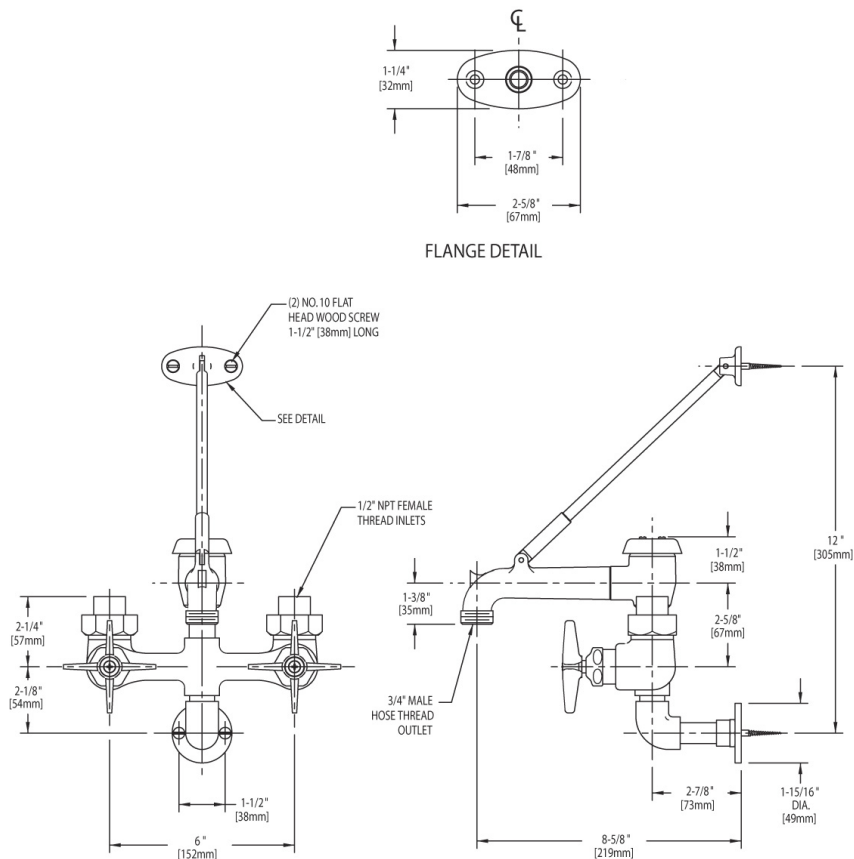 ℄
1-1/4"
[32mm]
1-7/8 "
[48mm]
2-5/8"
[67mm]
FLANGE DETAIL
(2) NO. 10 FLAT
HEAD WOOD SCREW
1-1/2" [38mm] LONG
SEE DETAIL
1/2" NPT FEMALE
THREAD INLETS
2-1/4"
[57mm]
2-1/8"
[54mm]
1-1/2"
[38mm]
6 "
[152mm]
12 "
[305mm]
1-1/2"
[38mm]
1-3/8"
[35mm]
2-5/8"
[67mm]
3/4" MALE
HOSE THREAD
OUTLET
2-7/8"
[73mm]
1-15/16"
DIA.
[49mm]
8-5/8"
[219mm]